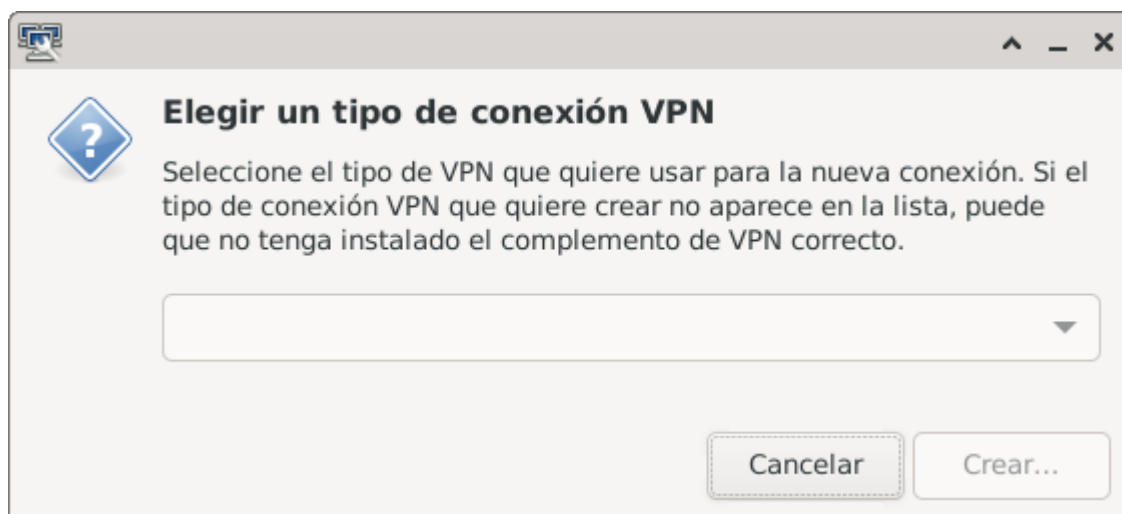 Elegir un tipo de conexión VPN
Seleccione el tipo de VPN que quiere usar para la nueva conexión. Si el
tipo de conexión VPN que quiere crear no aparece en la lista, puede
que no tenga instalado el complemento de VPN correcto.
Cancelar
Crear...